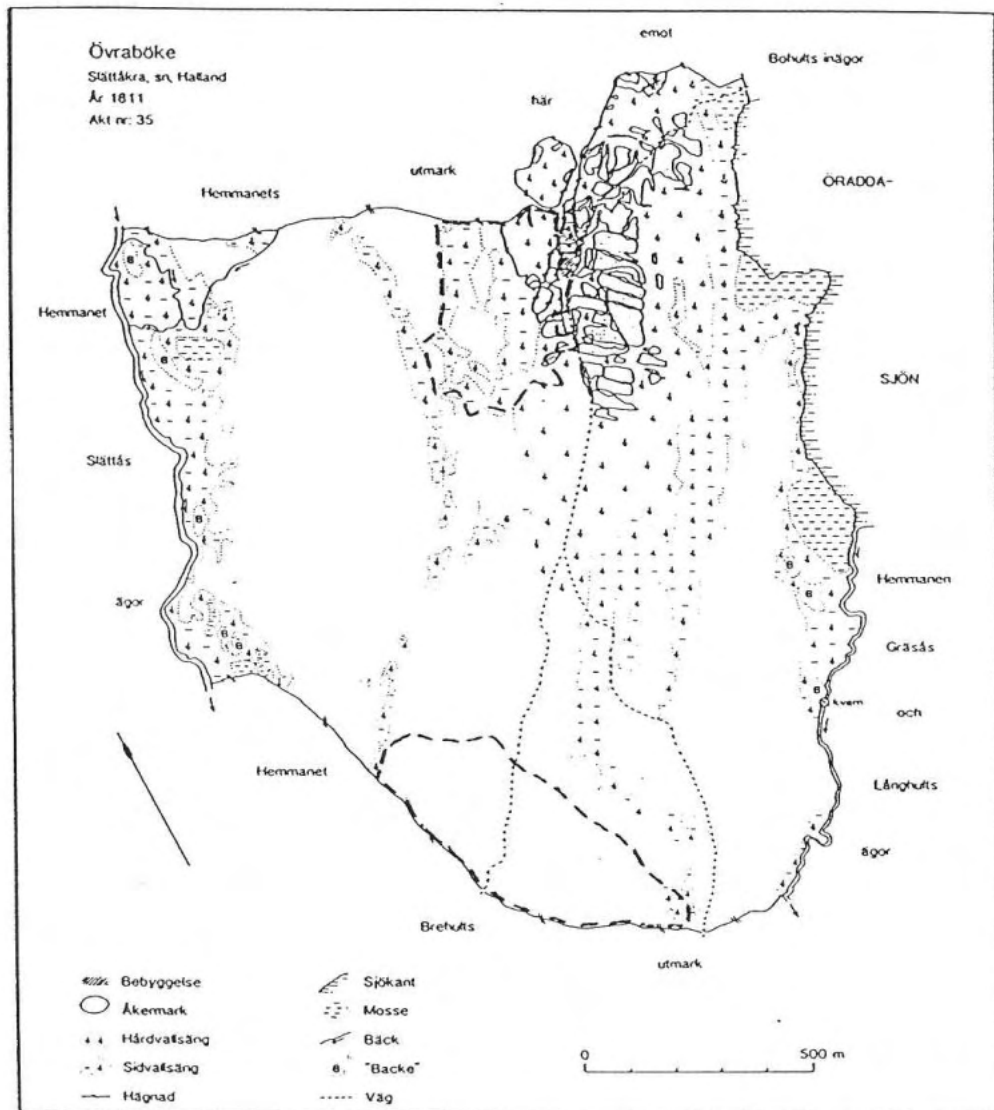 Övraböke
Slättåkra, sn, Halland
År 1811
Akt nr: 35
emot
Bohults inägor
här
utmark
Hemmanets
ÖRADDA-
Hemmanet
SJÖN
Slättås
Hemmanen
ägor
Gräsås
kvarn
och
Hemmanet
Långhults
ägor
Brehults
utmark
Bebyggelse
Åkermark
Hårdvallsäng
Sidvallsäng
Hägnad
Sjökant
Mosse
Bäck
"Backe"
Väg
0 500 m